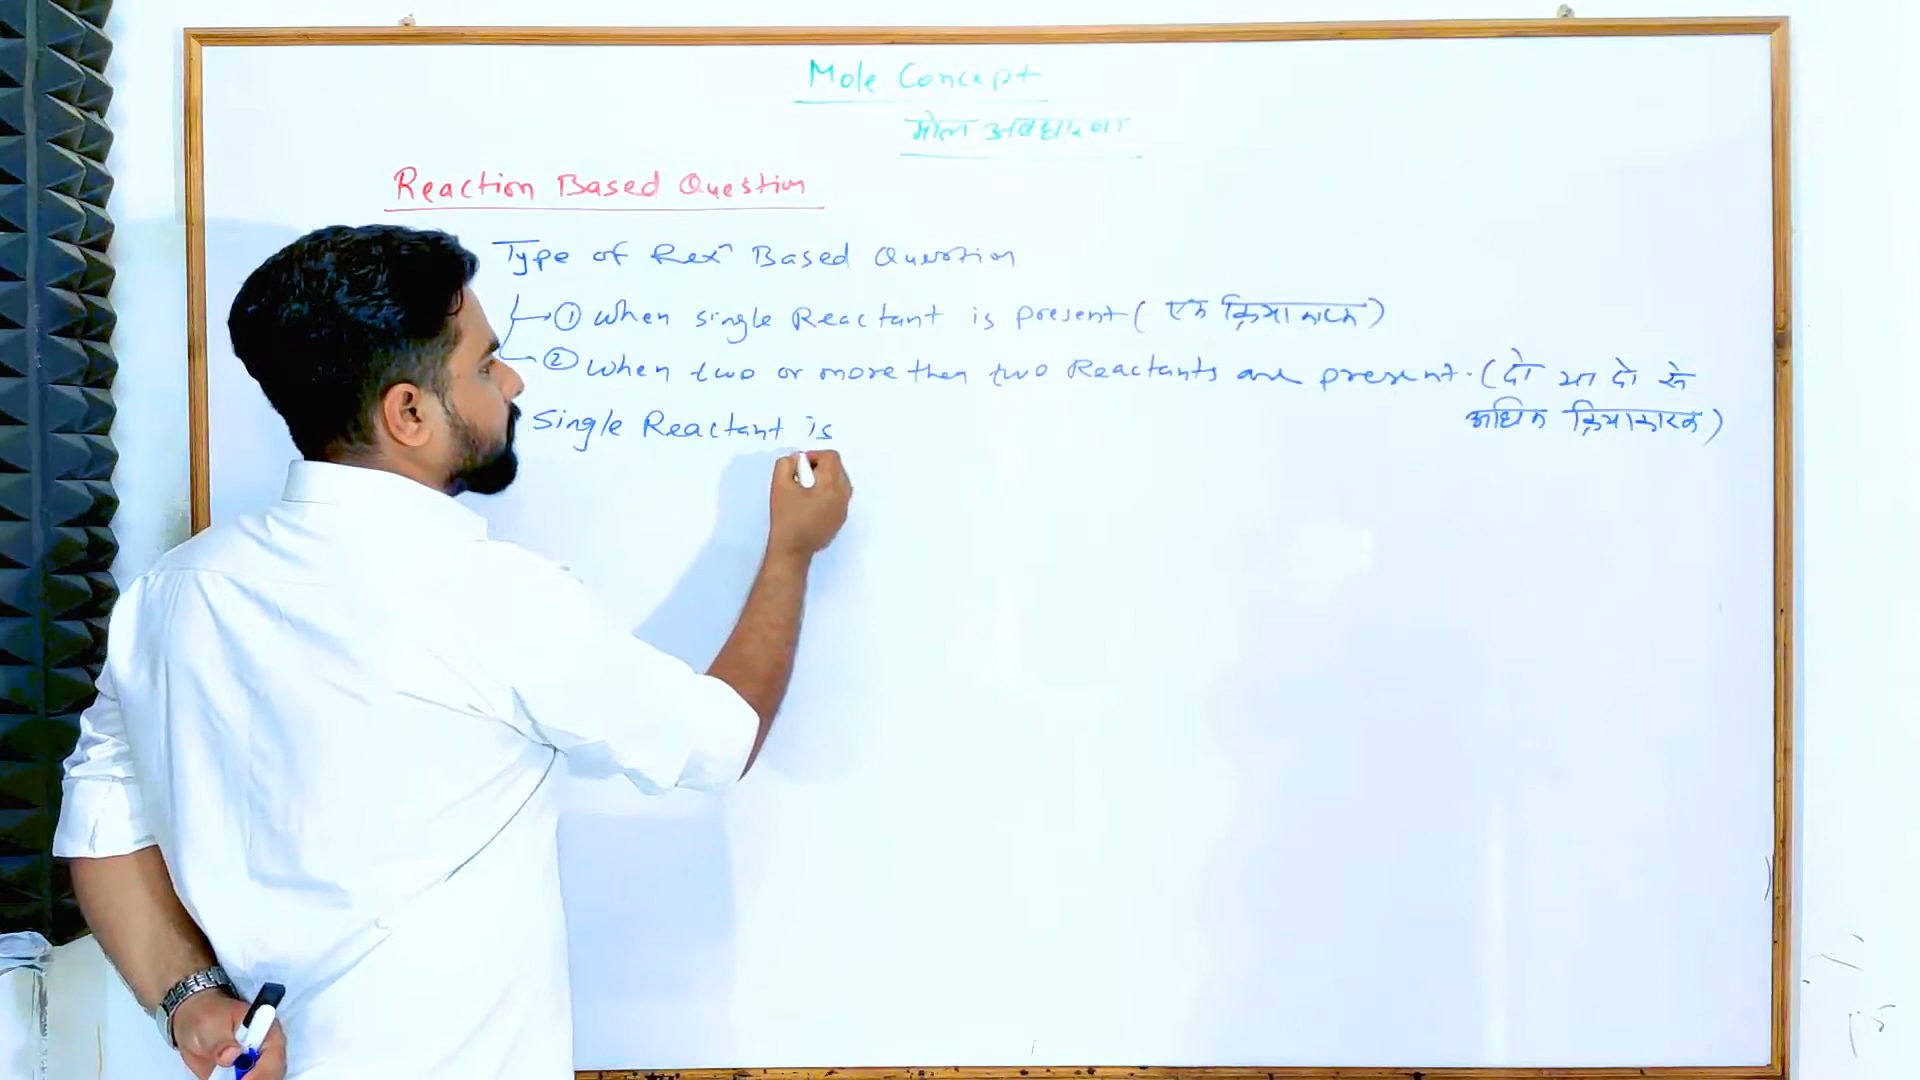 Mole Concept
मोल अवधारणा
Reaction Based Question
Type of Rexⁿ Based Question
① When single Reactant is present ( एक क्रियाकारक )
② When two or more then two Reactants are present. ( दो या दो से
अधिक क्रियाकारक )
Single Reactant is